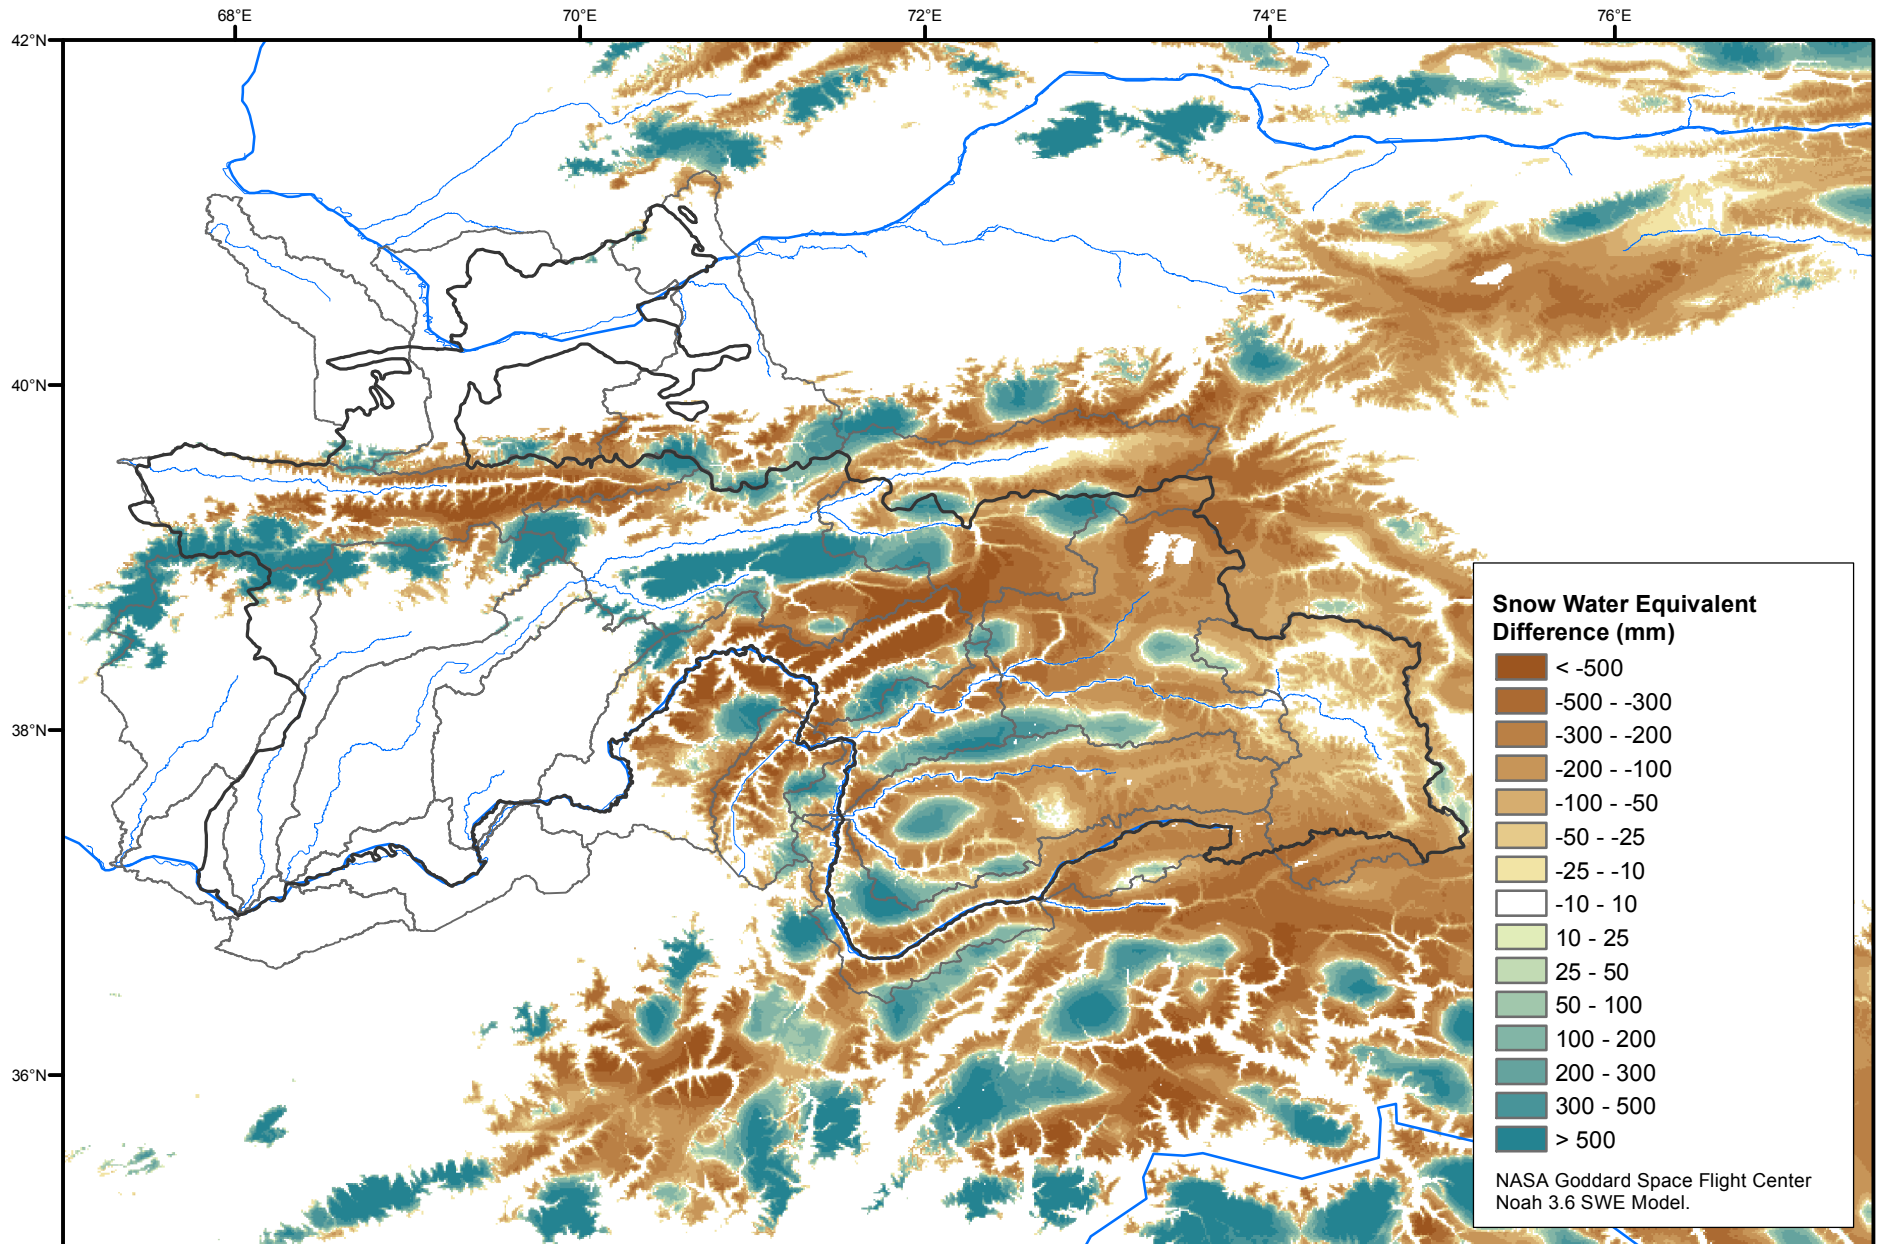 68°E
70°E
72°E
74°E
76°E
42°N
40°N
38°N
36°N
Snow Water Equivalent
Difference (mm)
< -500
-500 - -300
-300 - -200
-200 - -100
-100 - -50
-50 - -25
-25 - -10
-10 - 10
10 - 25
25 - 50
50 - 100
100 - 200
200 - 300
300 - 500
> 500
NASA Goddard Space Flight Center
Noah 3.6 SWE Model.